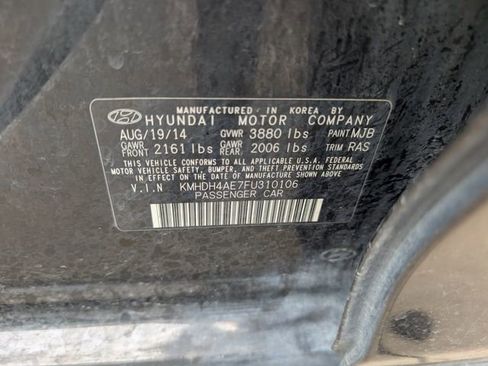 MANUFACTURED IN KOREA BY
HYUNDAI MOTOR COMPANY
AUG/19/14 GVWR 3880 lbs PAINT MJB
GAWR FRONT 2161 lbs GAWR REAR. 2006 lbs TRIM RAS
THIS VEHICLE CONFORMS TO ALL APPLICABLE U.S.A. FEDERAL
MOTOR VEHICLE SAFETY, BUMPER, AND THEFT PREVENTION STANDARDS
IN EFFECT ON THE DATE OF MANUFACTURE SHOWN ABOVE.
V.I.N KMHDH4AE7FU310106
PASSENGER CAR